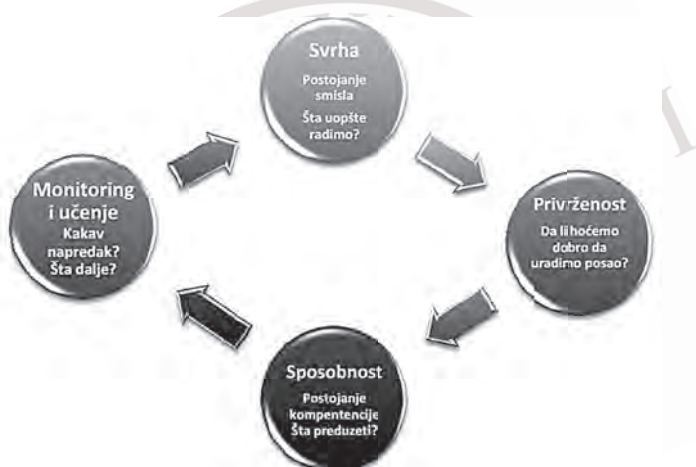 Svrha
Postojanje
smisla
Šta uopšte
radimo?
Privrženost
Da li hoćemo
dobro da
uradimo posao?
Sposobnost
Postojanje
kompentencije
Šta preduzeti?
Monitoring
i učenje
Kakav
napredak?
Šta dalje?